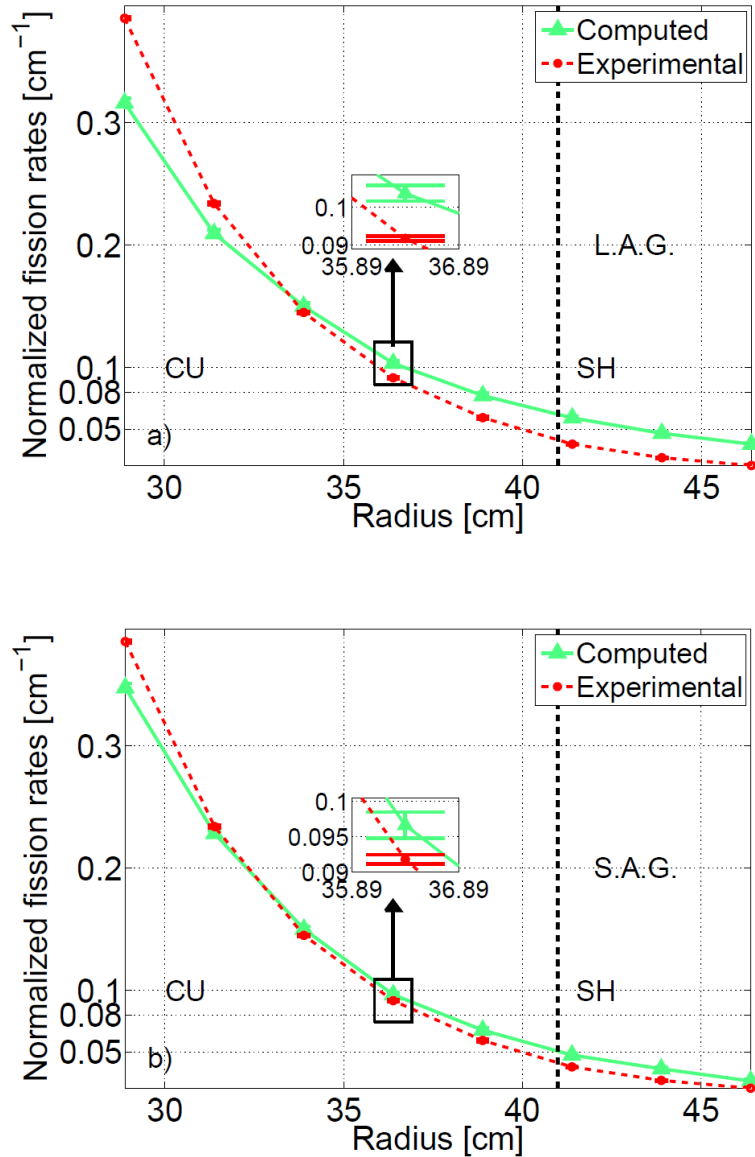 Normalized fission rates [cm−1]
Computed
Experimental
0.3
0.2
0.1
0.08
0.05
0.1
0.09
35.89 36.89
L.A.G.
CU
SH
a)
30 35 40 45
Radius [cm]
Normalized fission rates [cm−1]
Computed
Experimental
0.3
0.2
0.1
0.08
0.05
0.1
0.095
0.09
35.89 36.89
S.A.G.
CU
SH
b)
30 35 40 45
Radius [cm]